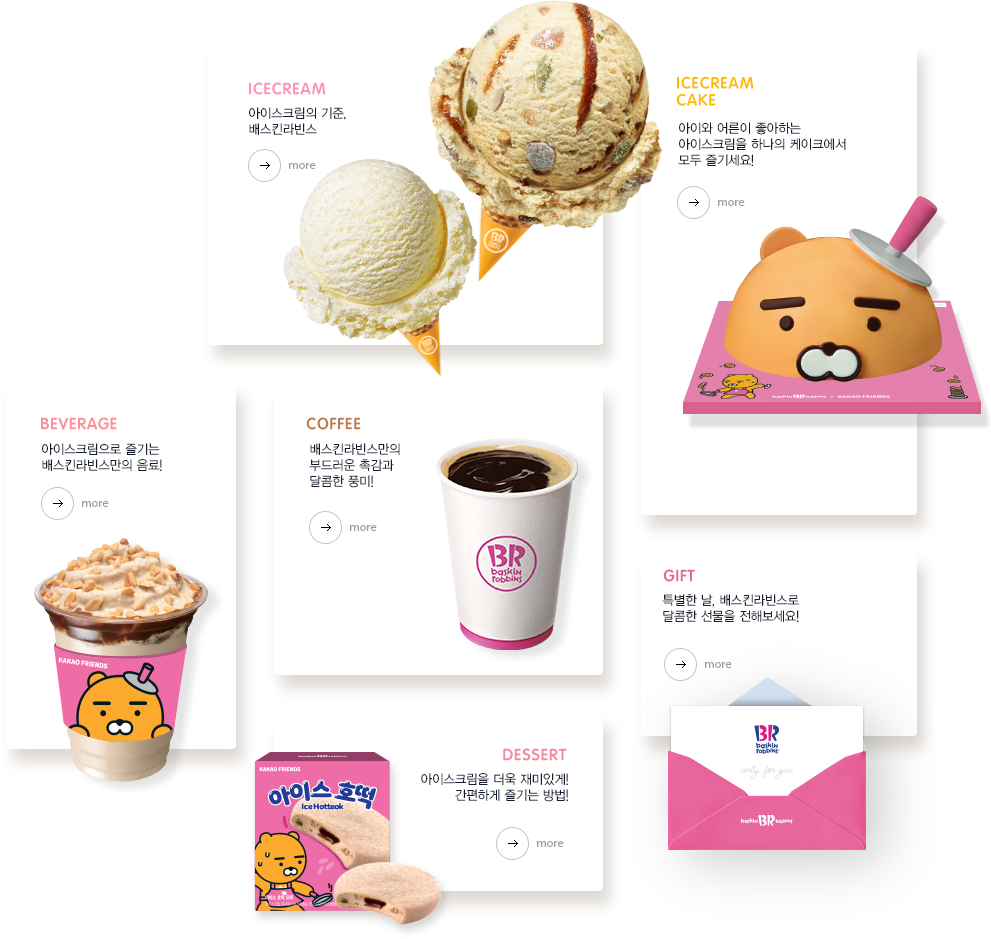 ICECREAM
아이스크림의 기준,
배스킨라빈스
more
BR
BR
ICECREAM
CAKE
아이와 어른이 좋아하는
아이스크림을 하나의 케이크에서
모두 즐기세요!
more
baskin BR robbins × KAKAO FRIENDS
BEVERAGE
아이스크림으로 즐기는
배스킨라빈스만의 음료!
more
KAKAO FRIENDS
COFFEE
배스킨라빈스만의
부드러운 촉감과
달콤한 풍미!
more
BR
baskin
robbins
GIFT
특별한 날, 배스킨라빈스로
달콤한 선물을 전해보세요!
more
BR
baskin
robbins
only for you
baskin BR robbins
DESSERT
아이스크림을 더욱 재미있게!
간편하게 즐기는 방법!
more
KAKAO FRIENDS
아이스 호떡
Ice Hotteok